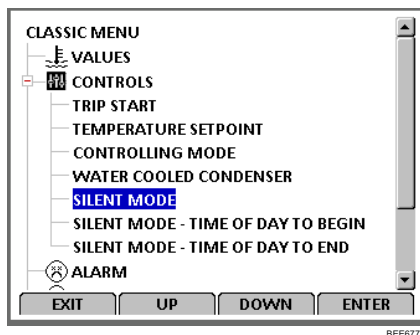 CLASSIC MENU
VALUES
CONTROLS
TRIP START
TEMPERATURE SETPOINT
CONTROLLING MODE
WATER COOLED CONDENSER
SILENT MODE
SILENT MODE - TIME OF DAY TO BEGIN
SILENT MODE - TIME OF DAY TO END
ALARM
EXIT UP DOWN ENTER